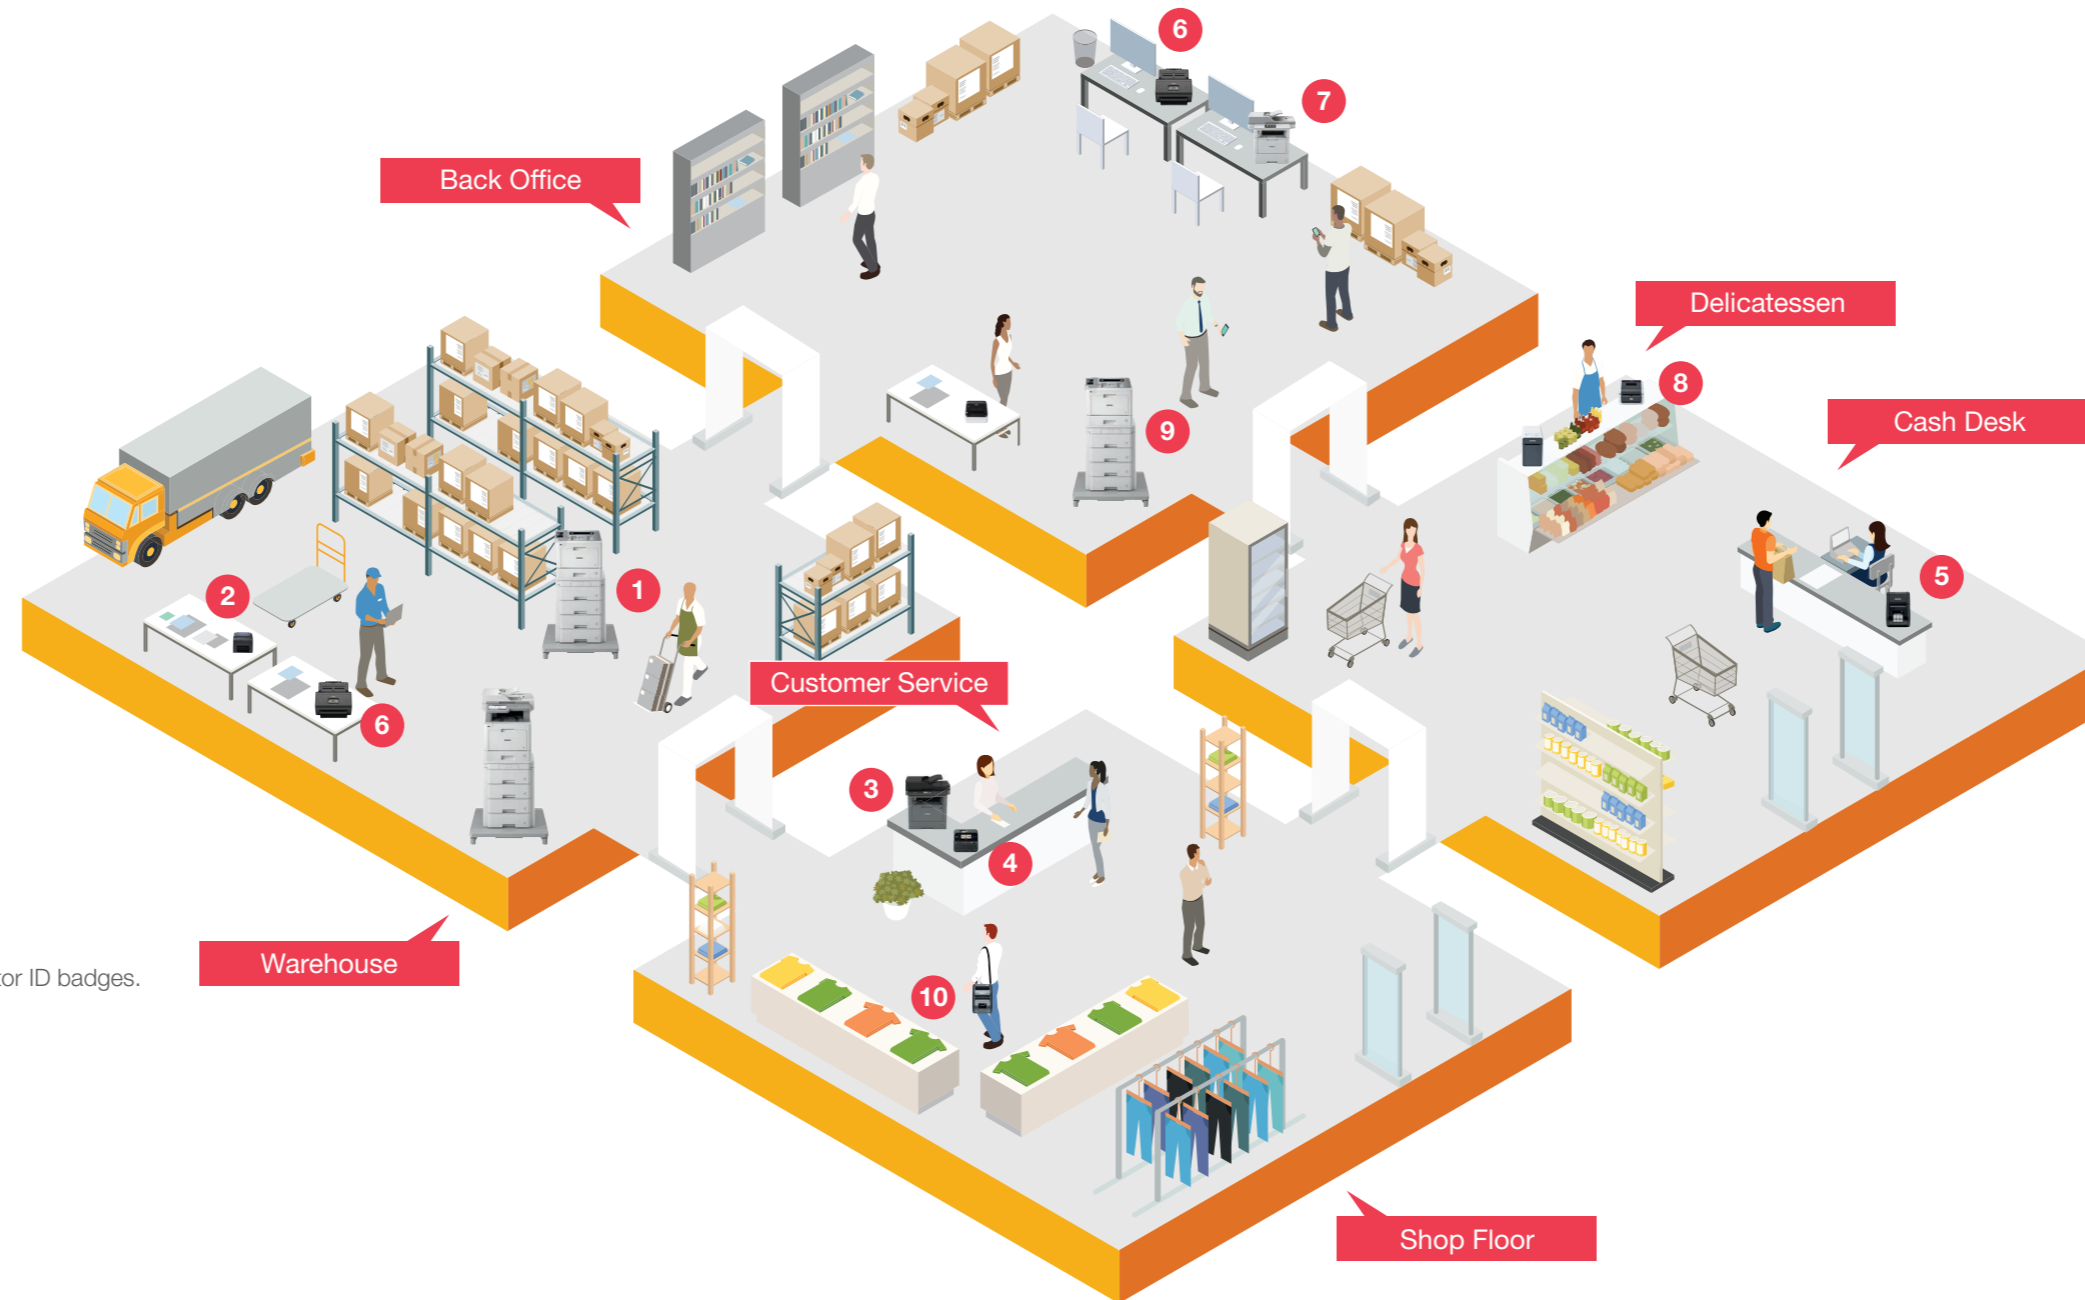 6
7
Back Office
Delicatessen
8
Cash Desk
9
5
1
2
Customer Service
6
3
4
Warehouse
tor ID badges.
10
Shop Floor